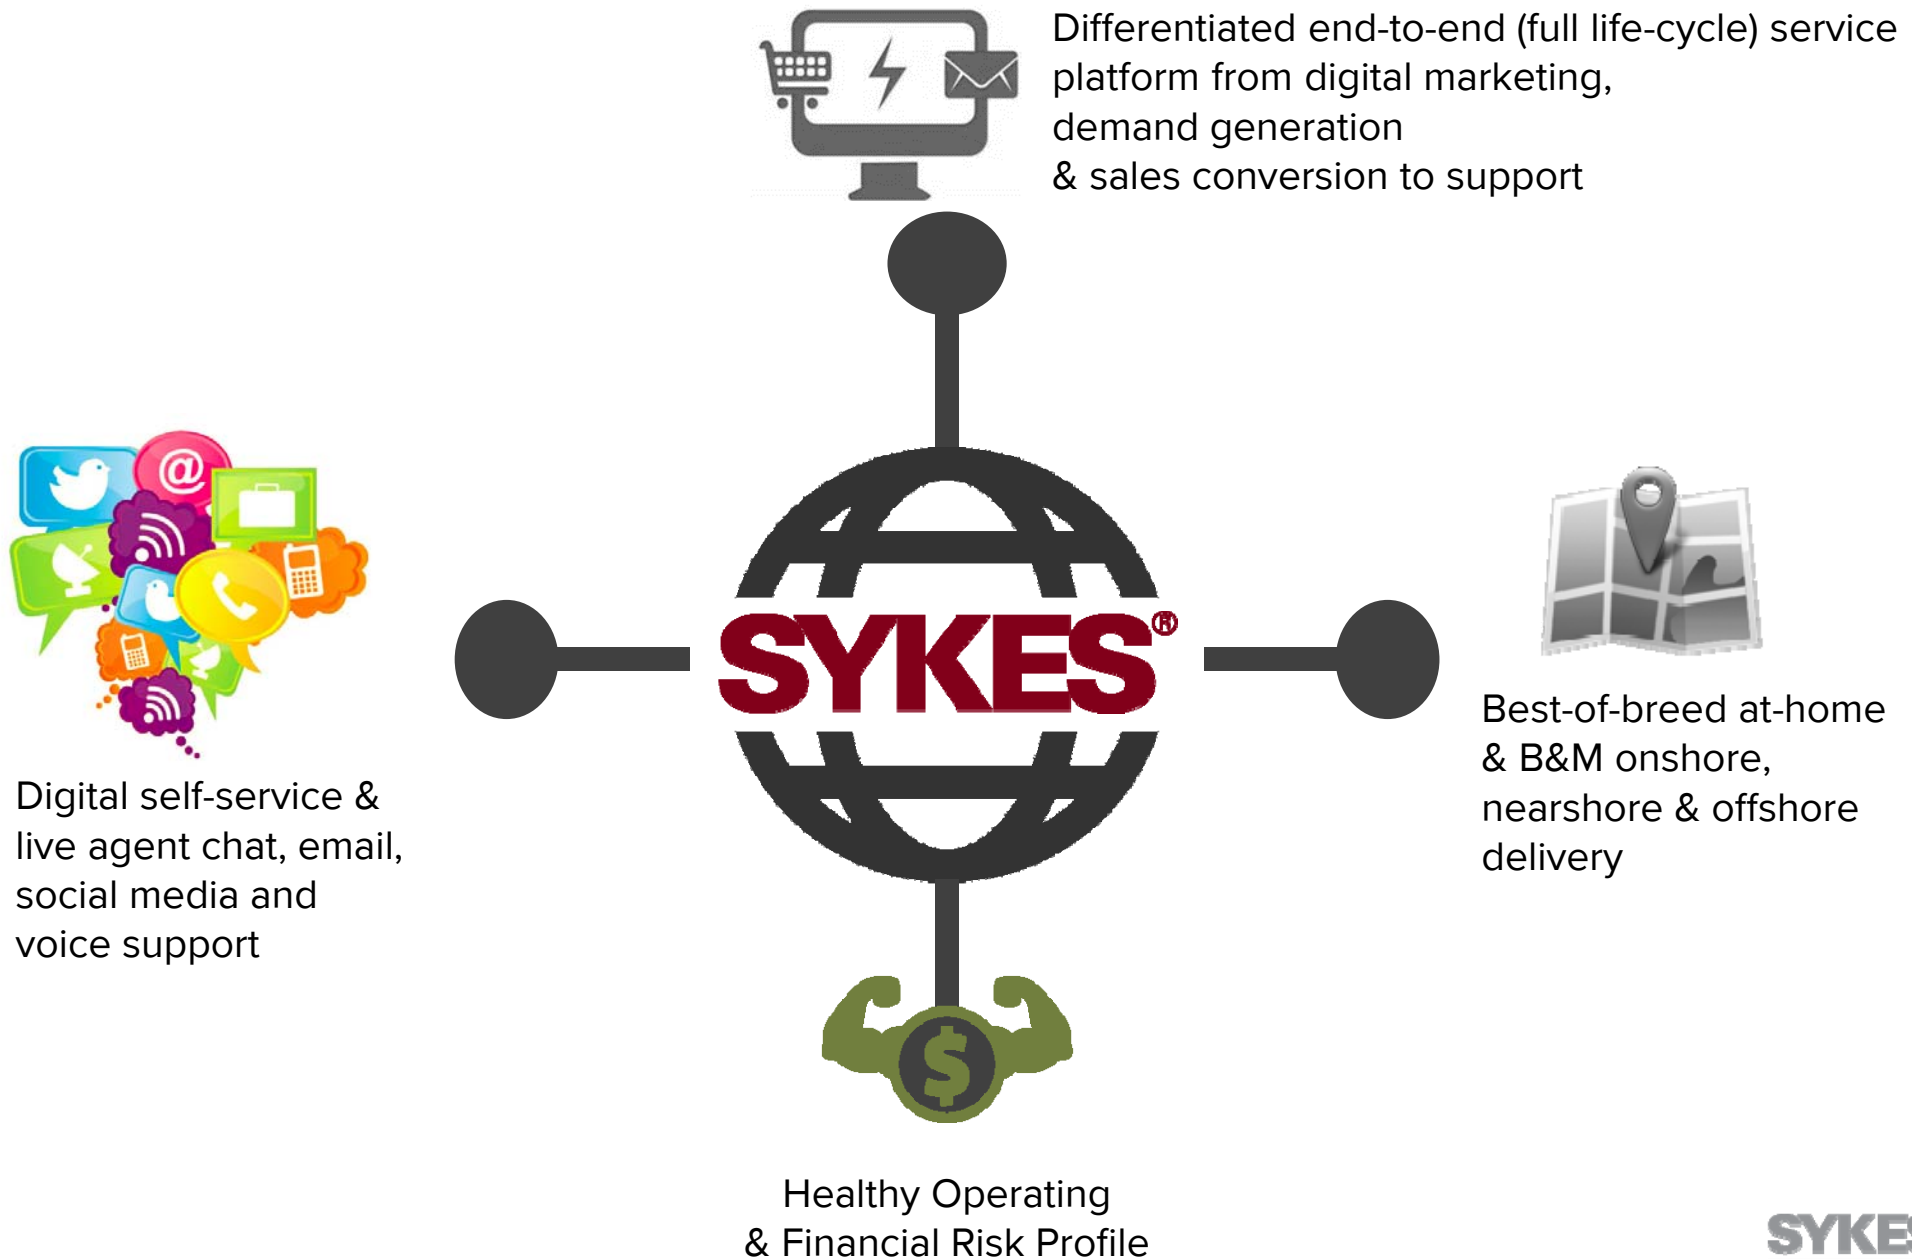 Differentiated end-to-end (full life-cycle) service
platform from digital marketing,
demand generation
& sales conversion to support
@
SYKES®
Best-of-breed at-home
& B&M onshore,
nearshore & offshore
delivery
Digital self-service &
live agent chat, email,
social media and
voice support
$
Healthy Operating
& Financial Risk Profile
SYKES